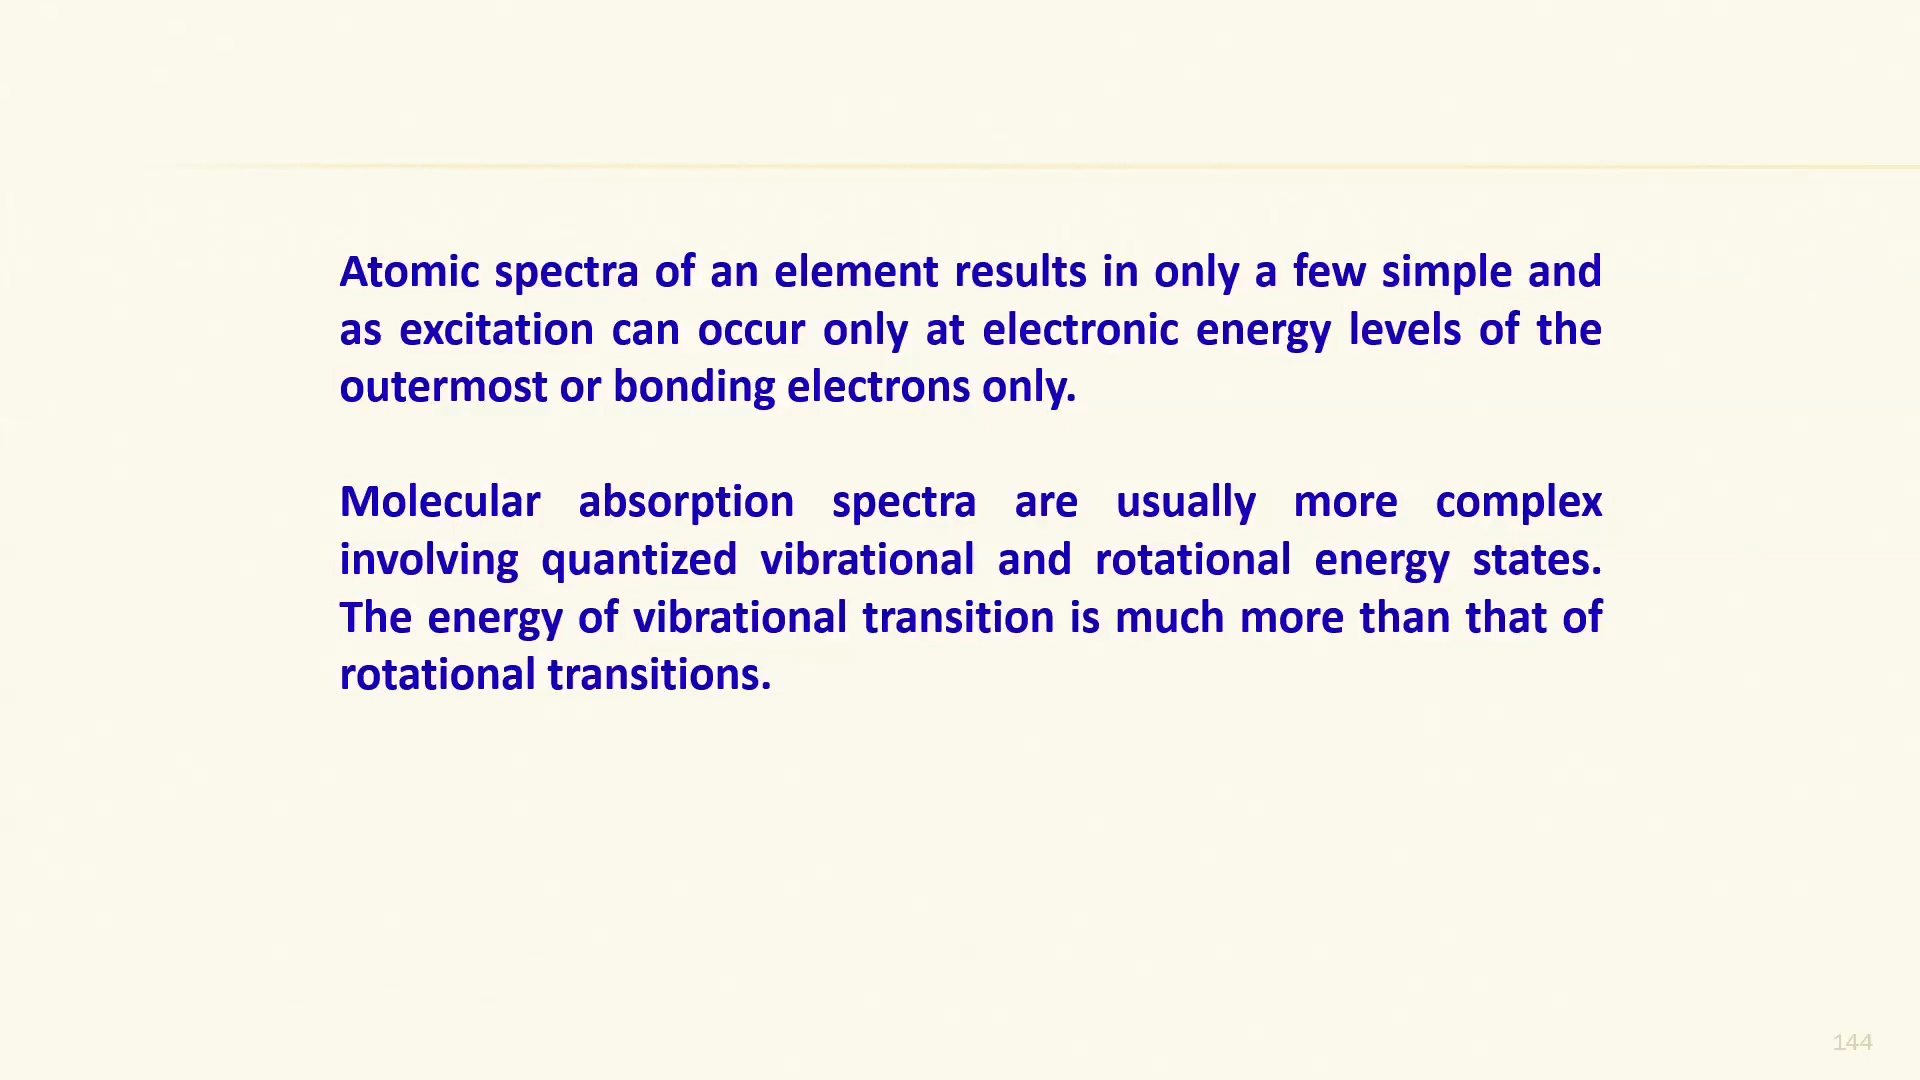 Atomic spectra of an element results in only a few simple and
as excitation can occur only at electronic energy levels of the
outermost or bonding electrons only.
Molecular absorption spectra are usually more complex
involving quantized vibrational and rotational energy states.
The energy of vibrational transition is much more than that of
rotational transitions.
144